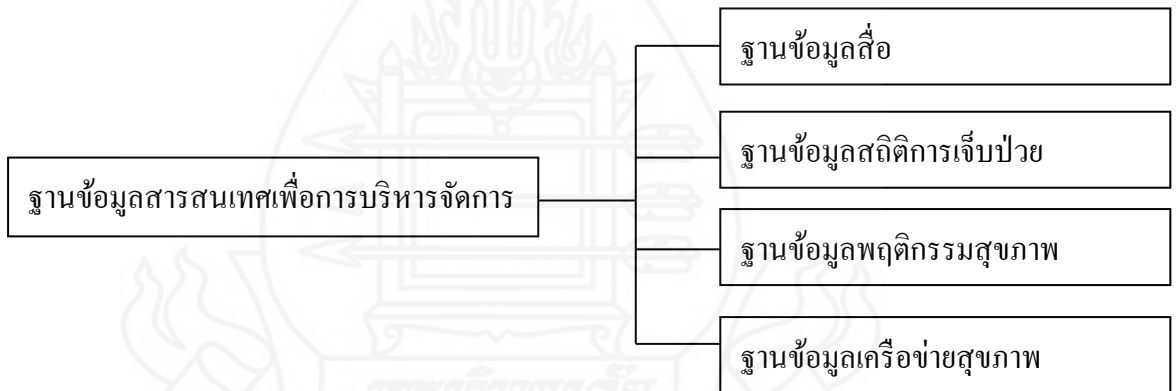 ฐานข้อมูลสื่อ
ฐานข้อมูลสถิติการเจ็บป่วย
ฐานข้อมูลสารสนเทศเพื่อการบริหารจัดการ
ฐานข้อมูลพฤติกรรมสุขภาพ
ฐานข้อมูลเครือข่ายสุขภาพ